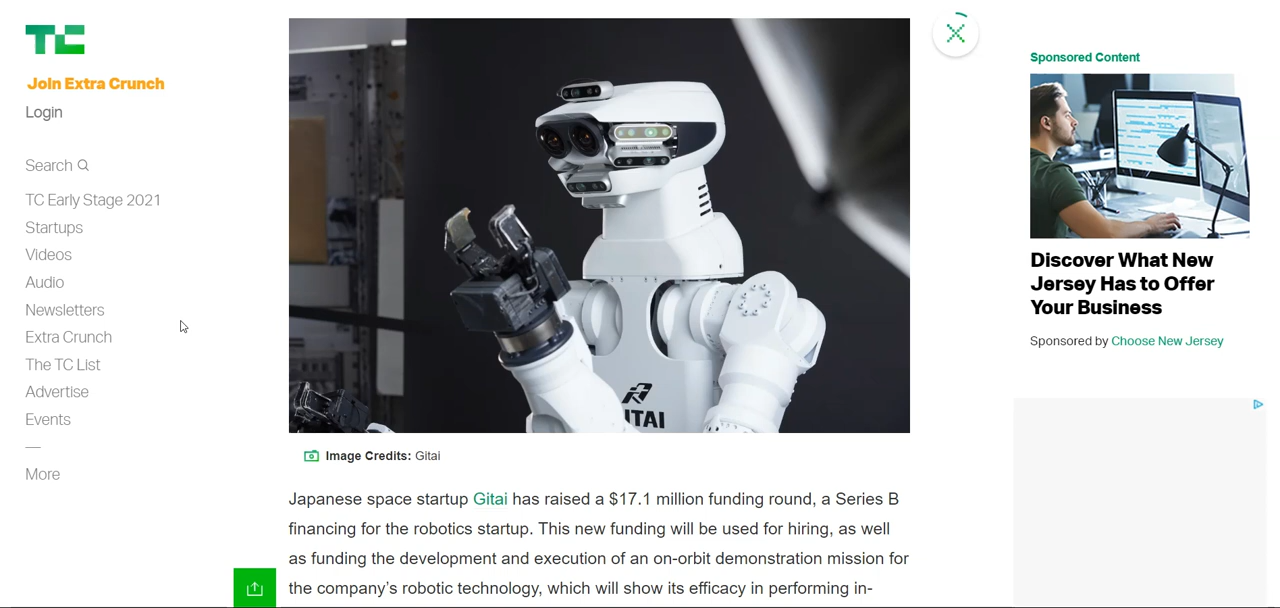 TC
Join Extra Crunch
Login
Search
TC Early Stage 2021
Startups
Videos
Audio
Newsletters
Extra Crunch
The TC List
Advertise
Events
—
More
ITAI
Image Credits: Gitai
Japanese space startup Gitai has raised a $17.1 million funding round, a Series B
financing for the robotics startup. This new funding will be used for hiring, as well
as funding the development and execution of an on-orbit demonstration mission for
the company’s robotic technology, which will show its efficacy in performing in-
Sponsored Content
Discover What New
Jersey Has to Offer
Your Business
Sponsored by Choose New Jersey